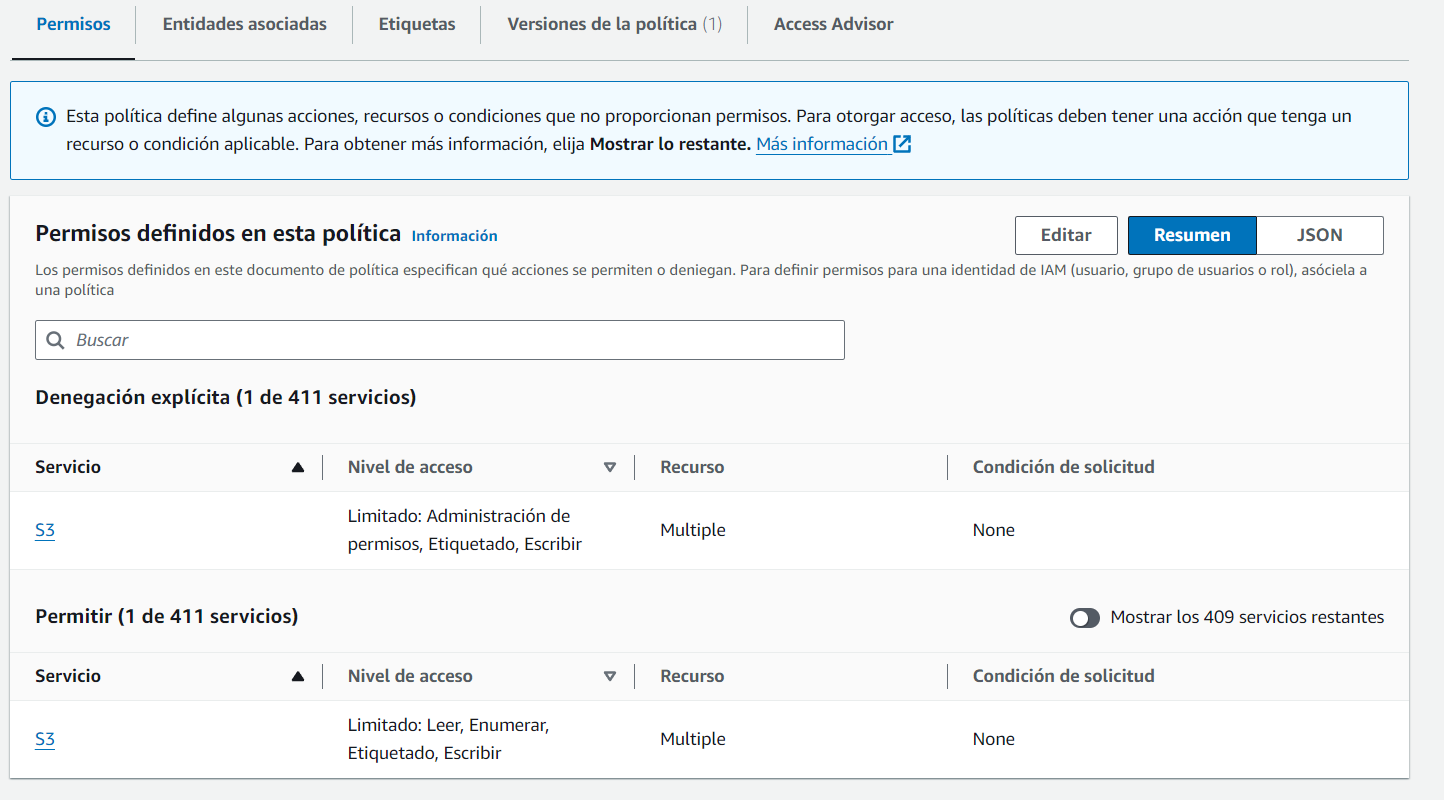 Permisos
Entidades asociadas
Etiquetas
Versiones de la política (1)
Access Advisor
Esta política define algunas acciones, recursos o condiciones que no proporcionan permisos. Para otorgar acceso, las políticas deben tener una acción que tenga un
recurso o condición aplicable. Para obtener más información, elija Mostrar lo restante. Más información
Permisos definidos en esta política Información
Editar
Resumen
JSON
Los permisos definidos en este documento de política especifican qué acciones se permiten o deniegan. Para definir permisos para una identidad de IAM (usuario, grupo de usuarios o rol), asóciela a
una política
Buscar
Denegación explícita (1 de 411 servicios)
Servicio
Nivel de acceso
Recurso
Condición de solicitud
S3
Limitado: Administración de
permisos, Etiquetado, Escribir
Multiple
None
Permitir (1 de 411 servicios)
Mostrar los 409 servicios restantes
Servicio
Nivel de acceso
Recurso
Condición de solicitud
S3
Limitado: Leer, Enumerar,
Etiquetado, Escribir
Multiple
None